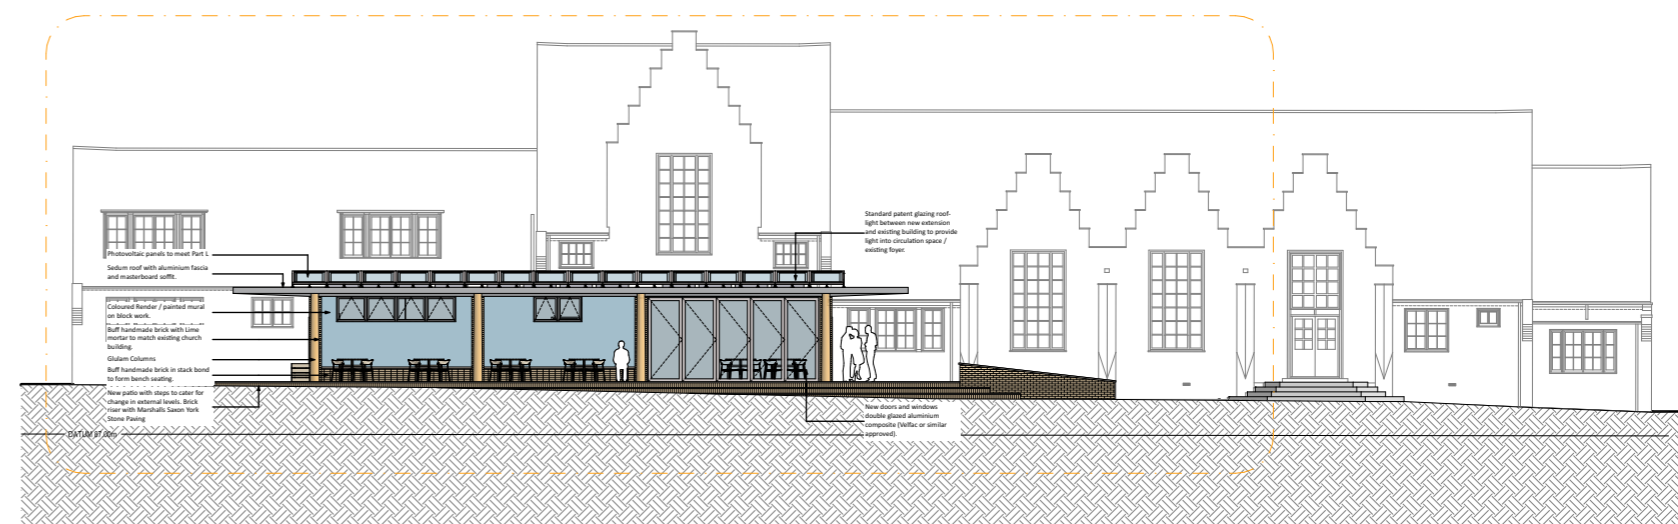 Photovoltaic panels to meet Part L
Sedum roof with aluminium fascia
and masterboard soffit.
Coloured Render / painted mural
on block work.
Buff handmade brick with Lime
mortar to match existing church
building.
Glulam Columns
Buff handmade brick in stack bond
to form bench seating.
New patio with steps to cater for
change in external levels. Brick
riser with Marshalls Saxon York
Stone Paving
DATUM 67.00m
Standard patent glazing roof-
light between new extension
and existing building to provide
light into circulation space /
existing foyer.
New doors and windows
double glazed aluminium
composite (Velfac or similar
approved).